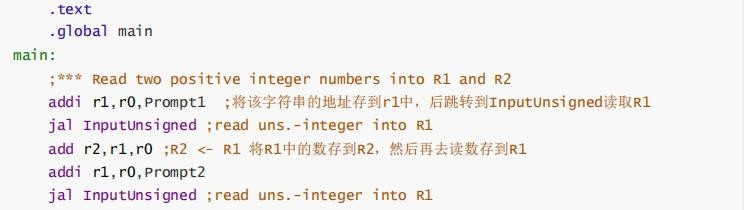 .text
.global main
main:
;*** Read two positive integer numbers into R1 and R2
addi r1,r0,Prompt1 ;将该字符串的地址存到r1中，后跳转到InputUnsigned读取R1
jal InputUnsigned ;read uns.-integer into R1
add r2,r1,r0 ;R2 <- R1 将R1中的数存到R2，然后再去读数存到R1
addi r1,r0,Prompt2
jal InputUnsigned ;read uns.-integer into R1